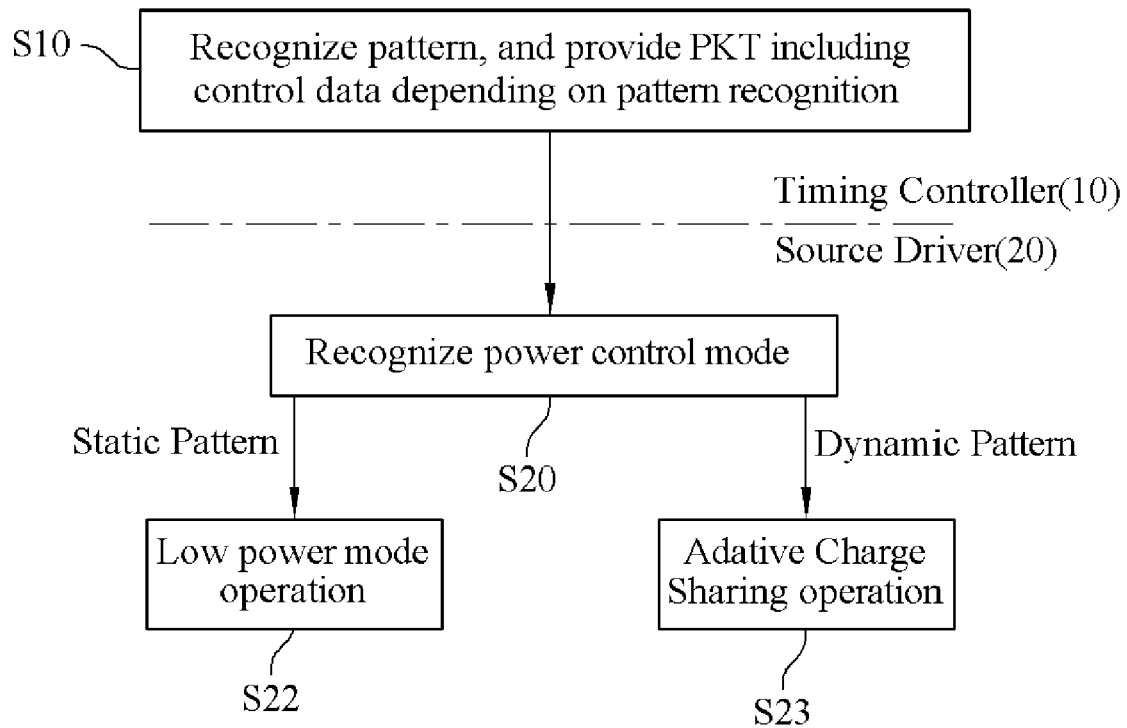 S10
Recognize pattern, and provide PKT including
control data depending on pattern recognition
Timing Controller(10)
Source Driver(20)
Recognize power control mode
Static Pattern
S20
Dynamic Pattern
Low power mode
operation
Adative Charge
Sharing operation
S22
S23